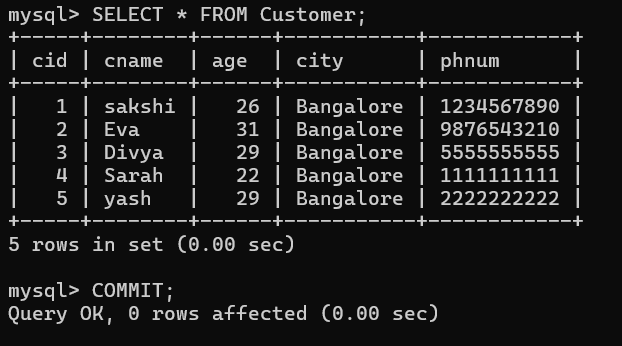 mysql> SELECT * FROM Customer;
+-----+--------+------+-----------+------------+
| cid | cname  | age  | city      | phnum      |
+-----+--------+------+-----------+------------+
|   1 | sakshi |   26 | Bangalore | 1234567890 |
|   2 | Eva    |   31 | Bangalore | 9876543210 |
|   3 | Divya  |   29 | Bangalore | 5555555555 |
|   4 | Sarah  |   22 | Bangalore | 1111111111 |
|   5 | yash   |   29 | Bangalore | 2222222222 |
+-----+--------+------+-----------+------------+
5 rows in set (0.00 sec)
mysql> COMMIT;
Query OK, 0 rows affected (0.00 sec)